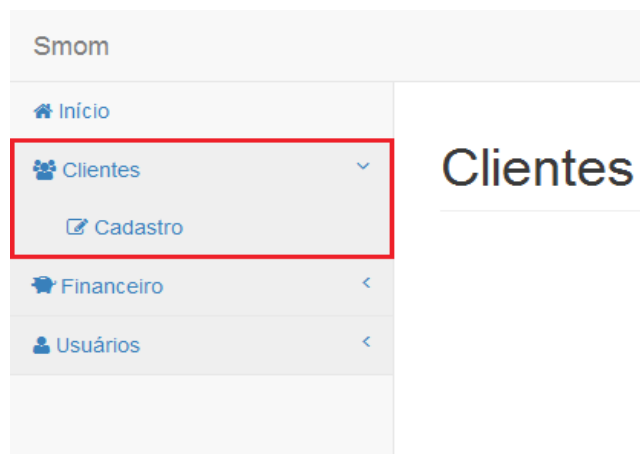 Smom
Início
Clientes
Cadastro
Financeiro
Usuários
Clientes